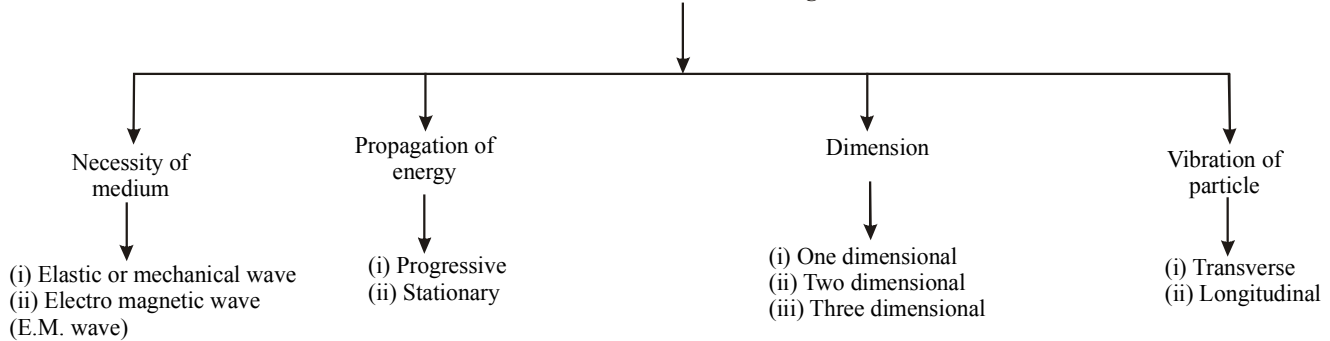 Necessity of
medium
(i) Elastic or mechanical wave
(ii) Electro magnetic wave
(E.M. wave)
Propagation of
energy
(i) Progressive
(ii) Stationary
Dimension
(i) One dimensional
(ii) Two dimensional
(iii) Three dimensional
Vibration of
particle
(i) Transverse
(ii) Longitudinal